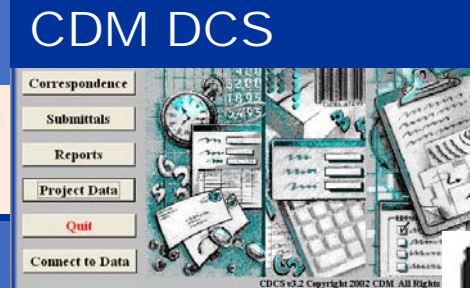 CDM DCS
Correspondence
Submittals
Reports
Project Data
Quit
Connect to Data
CDCS v3.2 Copyright 2002 CDM All Rights